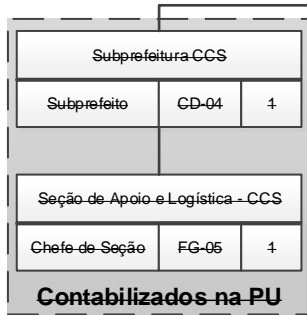 Subprefeitura CCS
Subprefeito CD-04 1
Seção de Apoio e Logística - CCS
Chefe de Seção FG-05 1
Contabilizados na PU